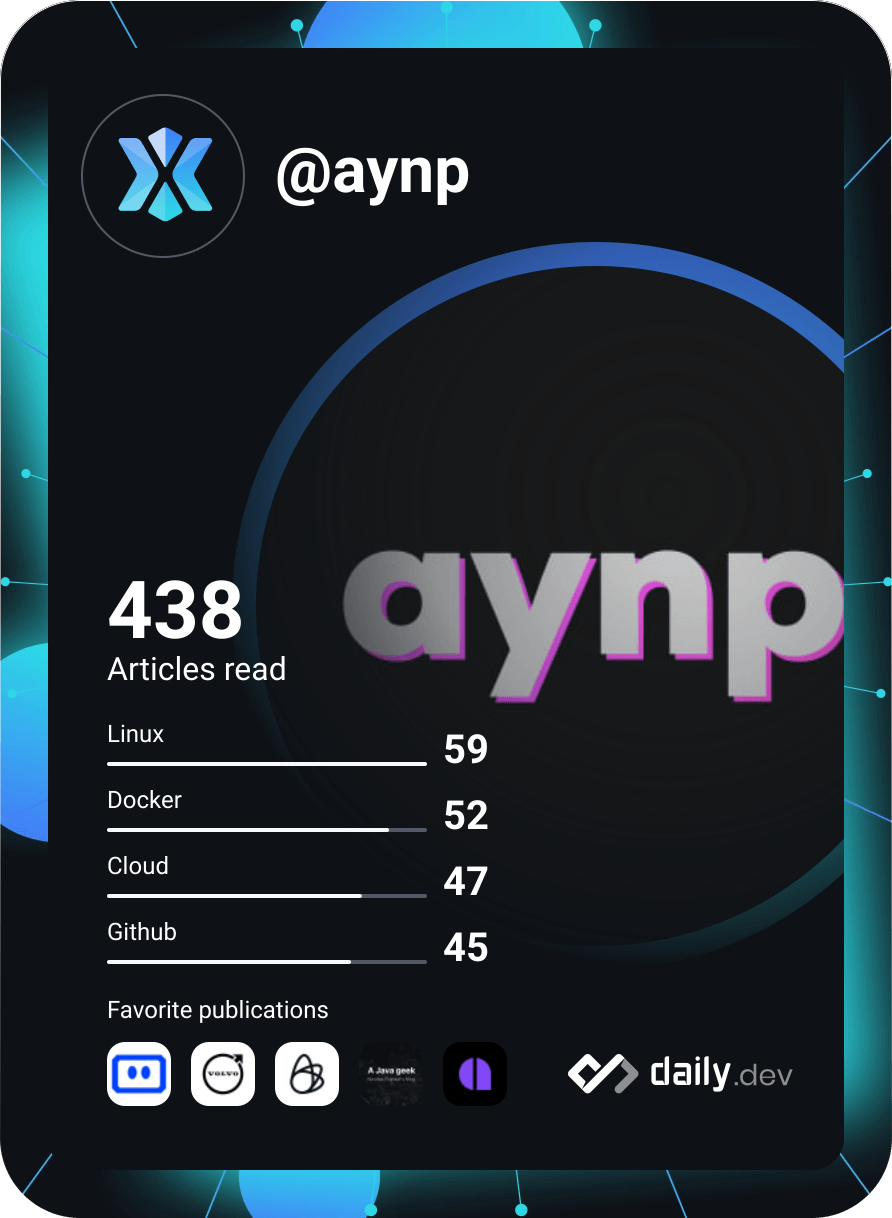 @aynp
aynp
438
Articles read
Linux
59
Docker
52
Cloud
47
Github
45
Favorite publications
VOLVO
A Java geek
daily.dev